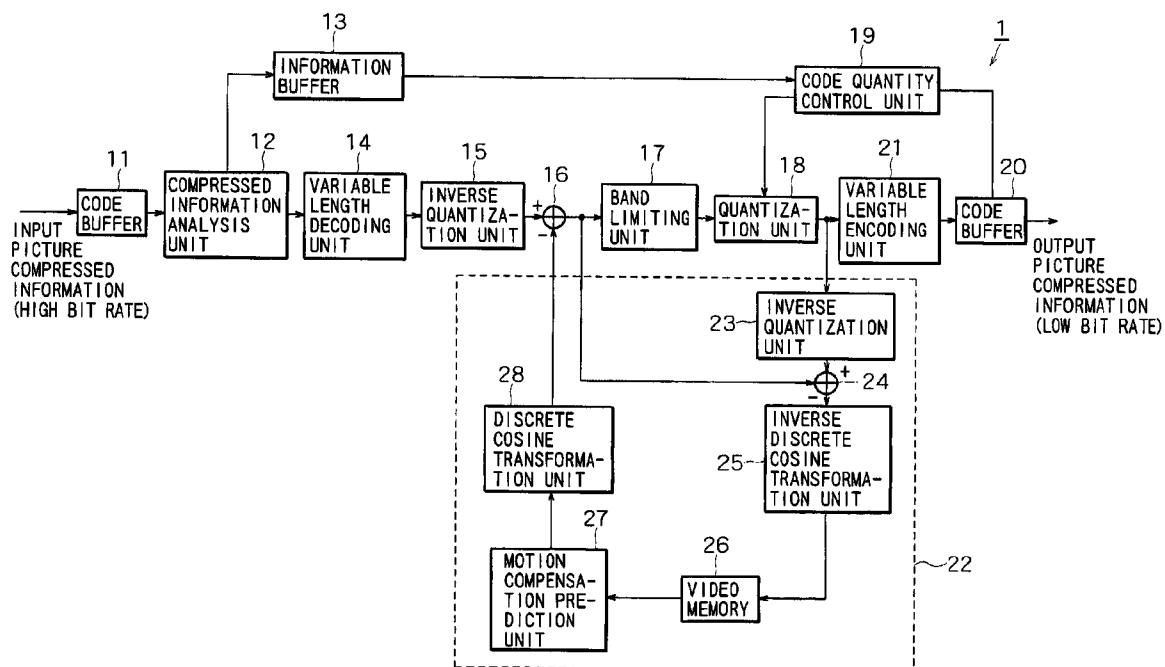 13
INFORMATION
BUFFER
19
CODE QUANTITY
CONTROL UNIT
1
11
CODE
BUFFER
12
COMPRESSED
INFORMATION
ANALYSIS
UNIT
14
VARIABLE
LENGTH
DECODING
UNIT
15
INVERSE
QUANTIZA-
TION UNIT
+
16
-
17
BAND
LIMITING
UNIT
18
QUANTIZA-
TION UNIT
21
VARIABLE
LENGTH
ENCODING
UNIT
20
CODE
BUFFER
INPUT
PICTURE
COMPRESSED
INFORMATION
(HIGH BIT RATE)
OUTPUT
PICTURE
COMPRESSED
INFORMATION
(LOW BIT RATE)
23
INVERSE
QUANTIZATION
UNIT
+
24
-
28
DISCRETE
COSINE
TRANSFORMA-
TION UNIT
25
INVERSE
DISCRETE
COSINE
TRANSFORMA-
TION UNIT
27
MOTION
COMPENSA-
TION PRE-
DICTION
UNIT
26
VIDEO
MEMORY
22